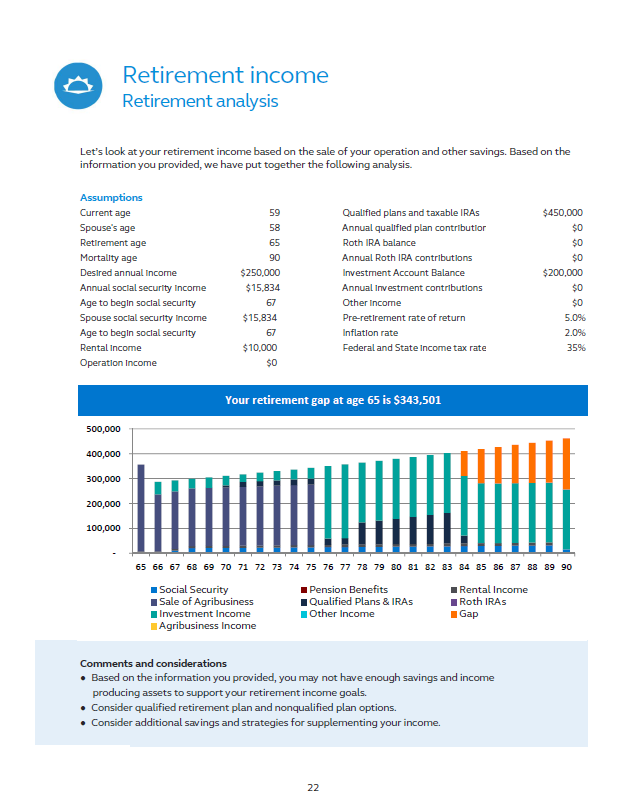 Retirement income
Retirement analysis
Let's look at your retirement income based on the sale of your operation and other savings. Based on the
information you provided, we have put together the following analysis.
Assumptions
Current age 59 Qualified plans and taxable IRAs $450,000
Spouse's age 58 Annual qualified plan contributior $0
Retirement age 65 Roth IRA balance $0
Mortality age 90 Annual Roth IRA contributions $0
Desired annual income $250,000 Investment Account Balance $200,000
Annual social security income $15,834 Annual investment contributions $0
Age to begin social security 67 Other income $0
Spouse social security income $15,834 Pre-retirement rate of return 5.0%
Age to begin social security 67 Inflation rate 2.0%
Rental income $10,000 Federal and State income tax rate 35%
Operation income $0
Your retirement gap at age 65 is $343,501
500,000
400,000
300,000
200,000
100,000
-
65 66 67 68 69 70 71 72 73 74 75 76 77 78 79 80 81 82 83 84 85 86 87 88 89 90
Social Security Pension Benefits Rental Income
Sale of Agribusiness Qualified Plans & IRAs Roth IRAs
Investment Income Other Income Gap
Agribusiness Income
Comments and considerations
• Based on the information you provided, you may not have enough savings and income
producing assets to support your retirement income goals.
• Consider qualified retirement plan and nonqualified plan options.
• Consider additional savings and strategies for supplementing your income.
22